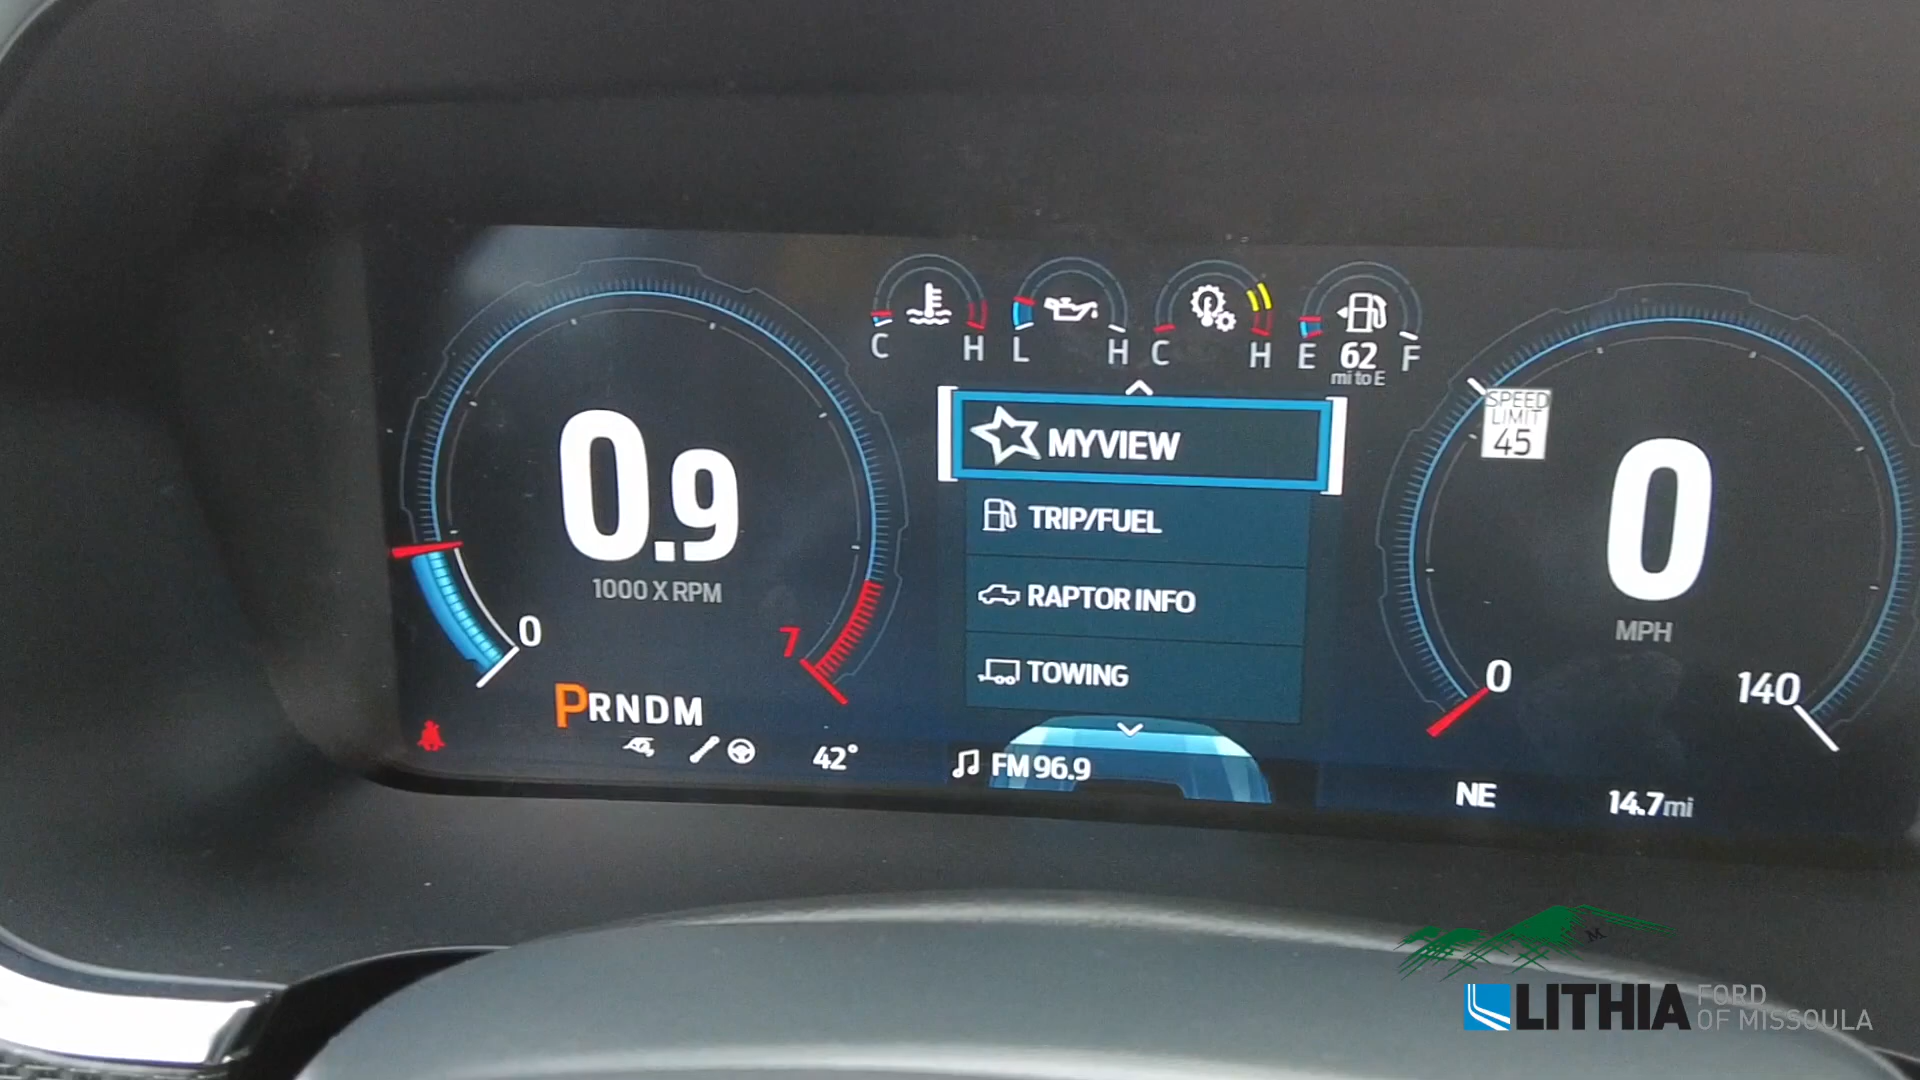 C H L H C H E 62 F
mi to E
SPEED
LIMIT
45
MYVIEW
0.9
1000 X RPM
0
7
TRIP/FUEL
RAPTOR INFO
TOWING
0
MPH
0
140
PRNDM
42°
FM 96.9
NE
14.7mi
M
LITHIA
FORD
OF MISSOULA